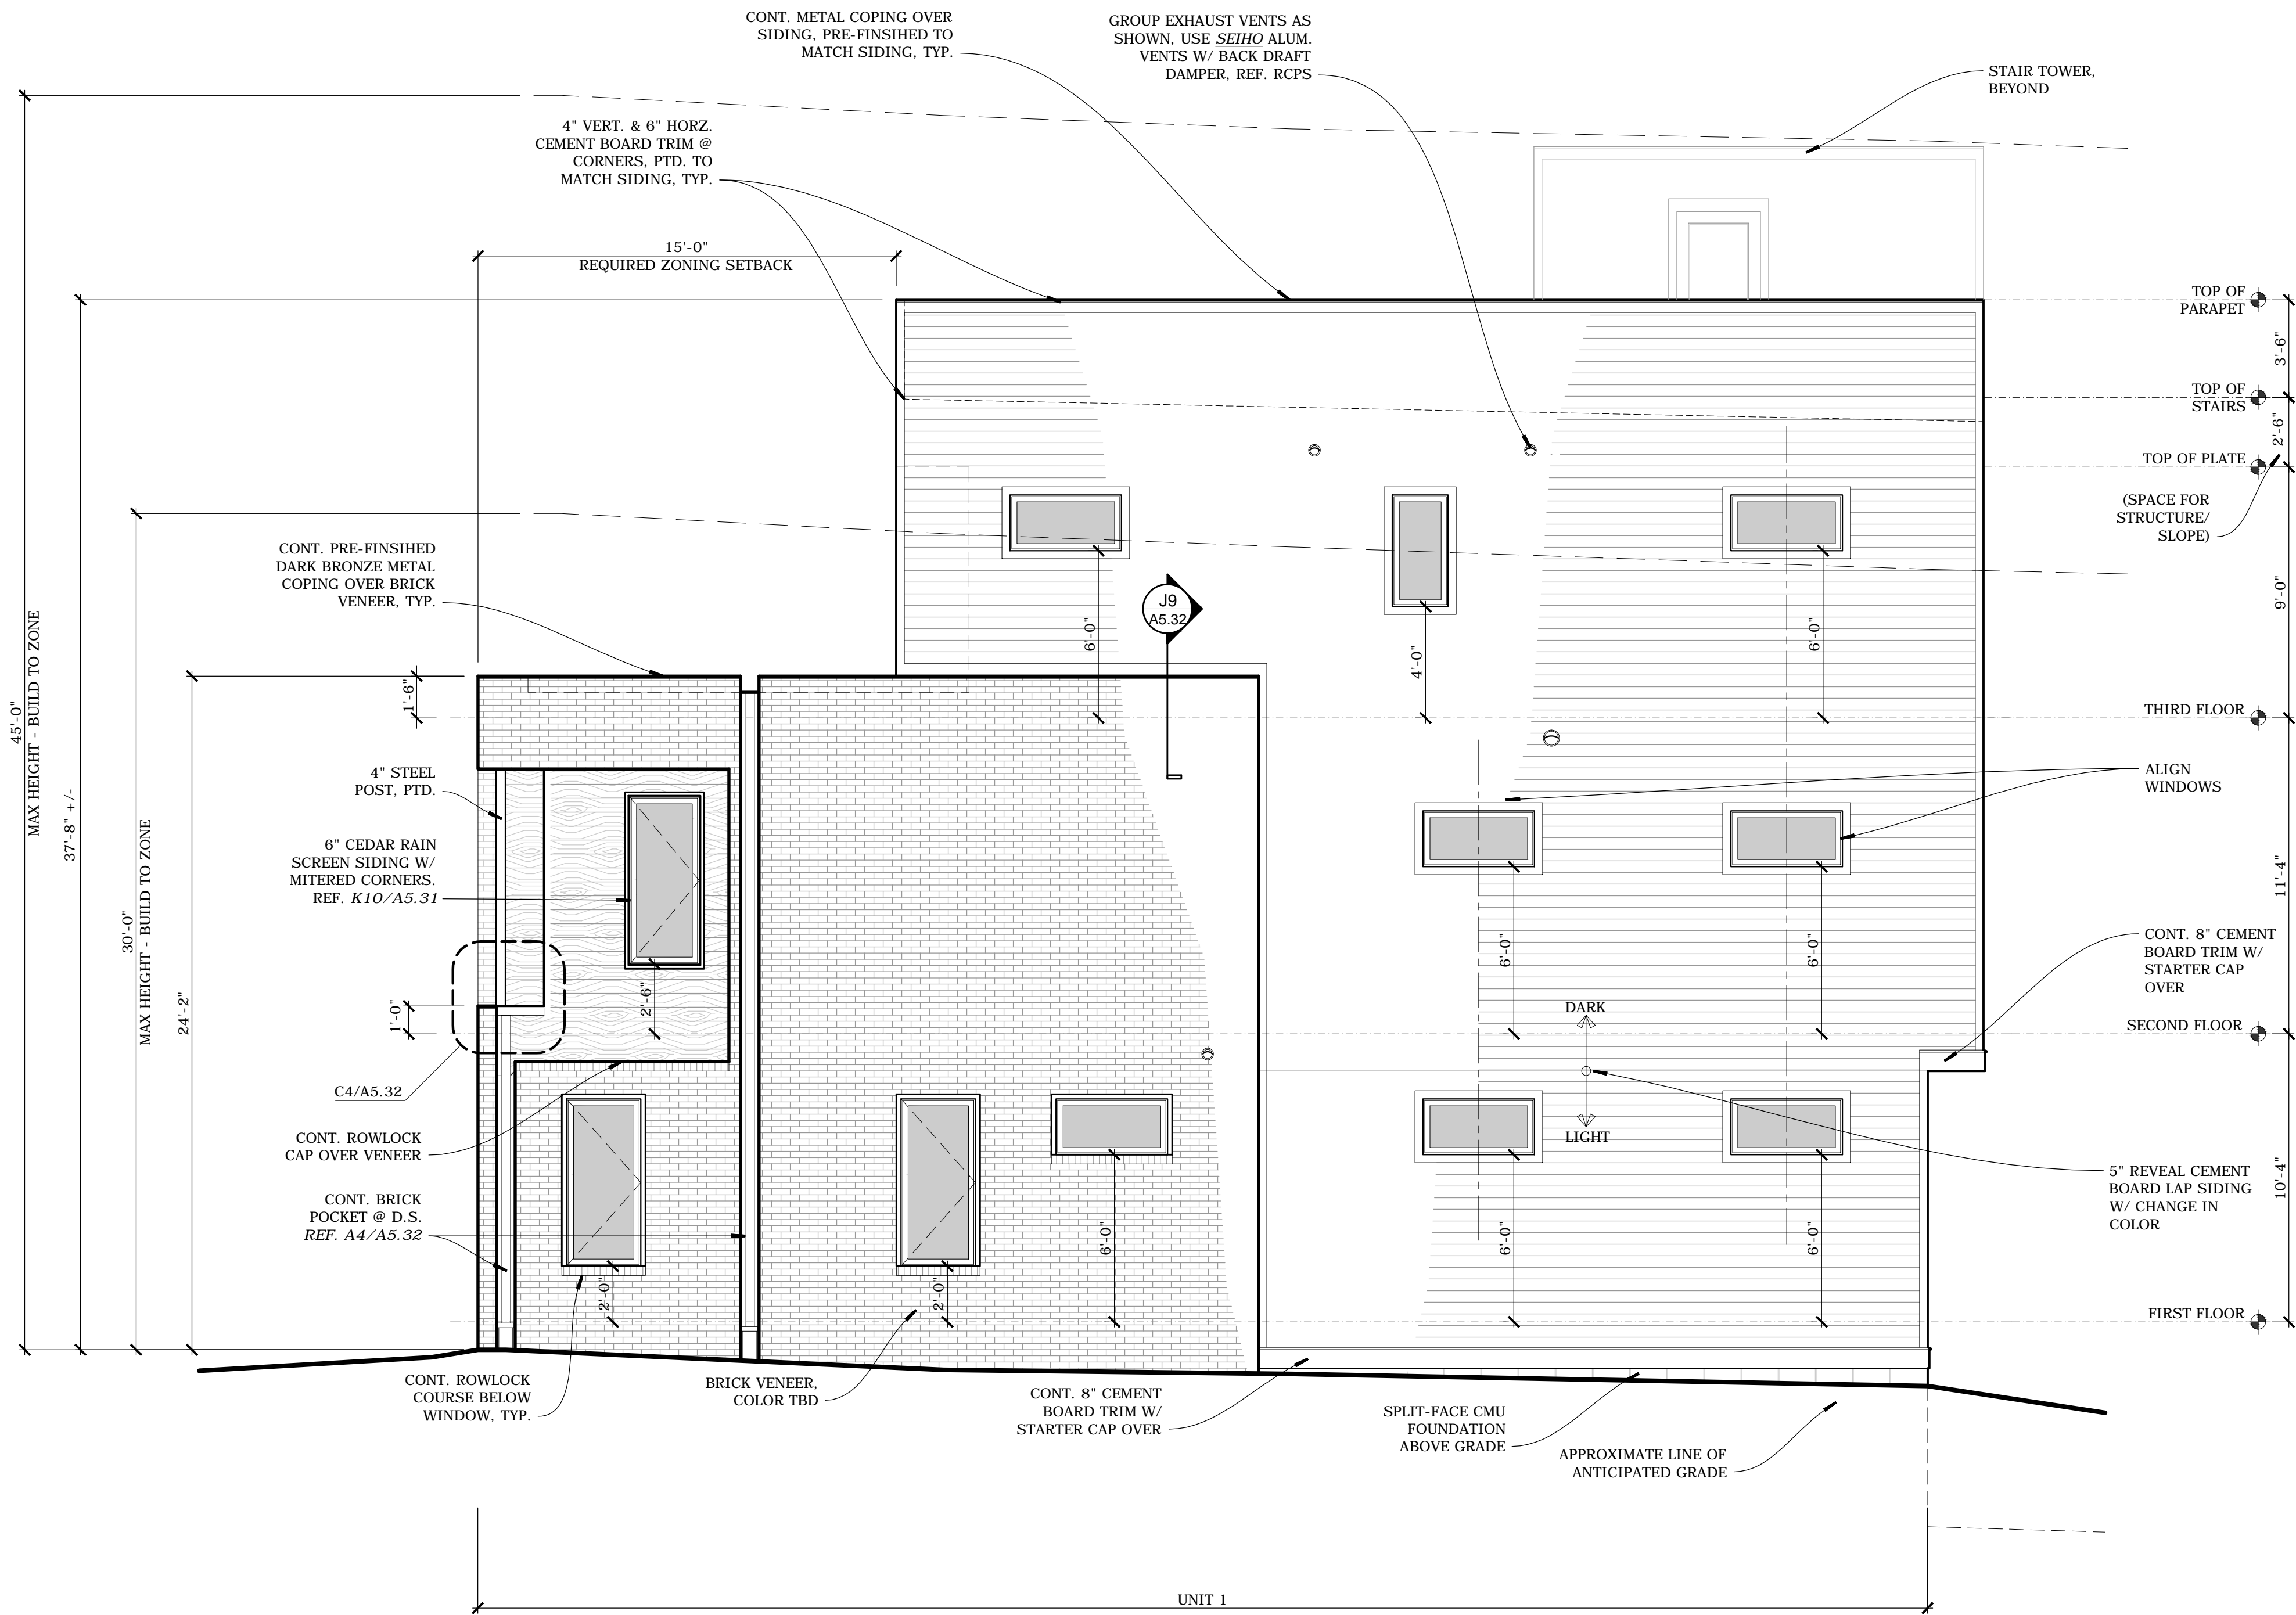 CONT. METAL COPING OVER
SIDING, PRE-FINSIHED TO
MATCH SIDING, TYP.
GROUP EXHAUST VENTS AS
SHOWN, USE SEIHO ALUM.
VENTS W/ BACK DRAFT
DAMPER, REF. RCPS
STAIR TOWER,
BEYOND
4" VERT. & 6" HORZ.
CEMENT BOARD TRIM @
CORNERS, PTD. TO
MATCH SIDING, TYP.
15'-0"
REQUIRED ZONING SETBACK
TOP OF
PARAPET
3'-6"
TOP OF
STAIRS
2'-6"
TOP OF PLATE
(SPACE FOR
STRUCTURE/
SLOPE)
9'-0"
CONT. PRE-FINSIHED
DARK BRONZE METAL
COPING OVER BRICK
VENEER, TYP.
J9
A5.32
6'-0"
4'-0"
6'-0"
45'-0"
MAX HEIGHT - BUILD TO ZONE
37'-8" +/-
30'-0"
MAX HEIGHT - BUILD TO ZONE
24'-2"
1'-6"
THIRD FLOOR
4" STEEL
POST, PTD.
ALIGN
WINDOWS
6" CEDAR RAIN
SCREEN SIDING W/
MITERED CORNERS.
REF. K10/A5.31
11'-4"
CONT. 8" CEMENT
BOARD TRIM W/
STARTER CAP
OVER
6'-0"
6'-0"
2'-6"
1'-0"
DARK
SECOND FLOOR
C4/A5.32
LIGHT
CONT. ROWLOCK
CAP OVER VENEER
5" REVEAL CEMENT
BOARD LAP SIDING
W/ CHANGE IN
COLOR
10'-4"
CONT. BRICK
POCKET @ D.S.
REF. A4/A5.32
6'-0"
6'-0"
6'-0"
2'-0"
2'-0"
FIRST FLOOR
CONT. ROWLOCK
COURSE BELOW
WINDOW, TYP.
BRICK VENEER,
COLOR TBD
CONT. 8" CEMENT
BOARD TRIM W/
STARTER CAP OVER
SPLIT-FACE CMU
FOUNDATION
ABOVE GRADE
APPROXIMATE LINE OF
ANTICIPATED GRADE
UNIT 1